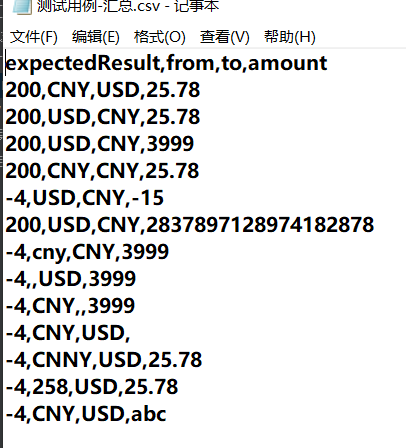 测试用例-汇总.csv - 记事本
文件(F) 编辑(E) 格式(O) 查看(V) 帮助(H)
expectedResult,from,to,amount
200,CNY,USD,25.78
200,USD,CNY,25.78
200,USD,CNY,3999
200,CNY,CNY,25.78
-4,USD,CNY,-15
200,USD,CNY,2837897128974182878
-4,cny,CNY,3999
-4,,USD,3999
-4,CNY,,3999
-4,CNY,USD,
-4,CNNY,USD,25.78
-4,258,USD,25.78
-4,CNY,USD,abc